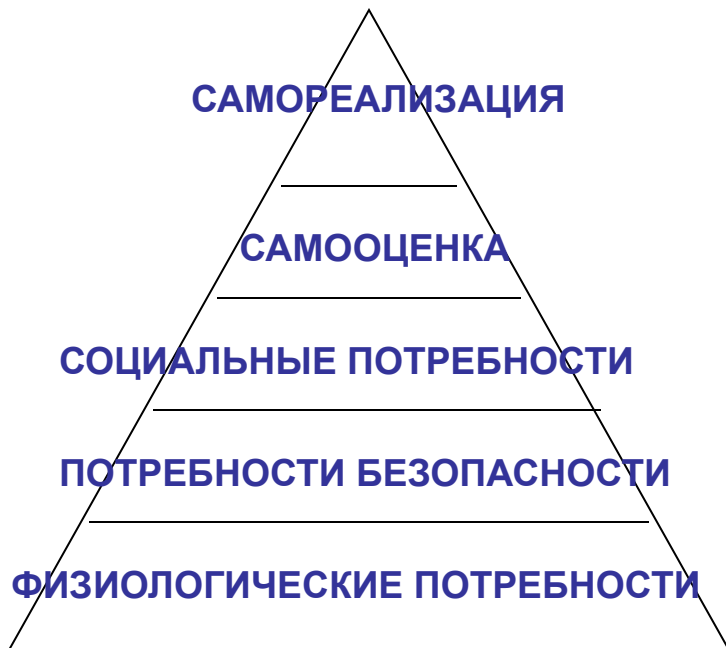 САМОРЕАЛИЗАЦИЯ
САМООЦЕНКА
СОЦИАЛЬНЫЕ ПОТРЕБНОСТИ
ПОТРЕБНОСТИ БЕЗОПАСНОСТИ
ФИЗИОЛОГИЧЕСКИЕ ПОТРЕБНОСТИ